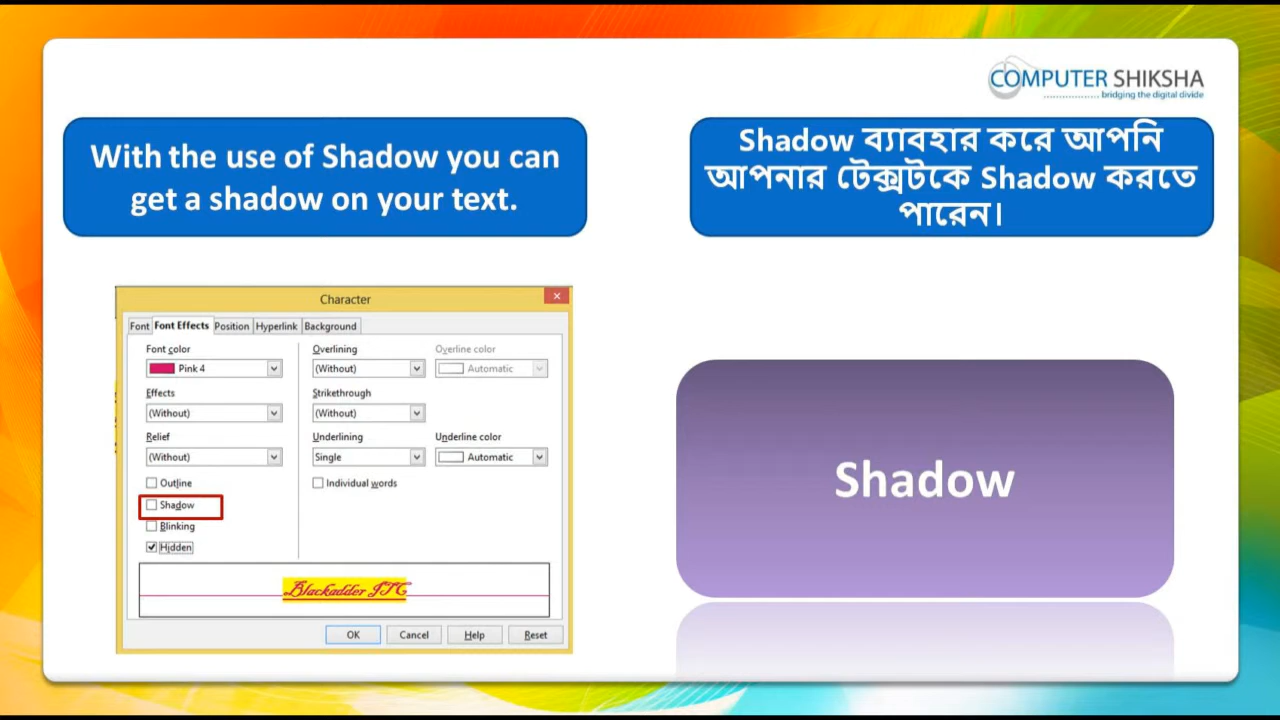 COMPUTER SHIKSHA
bridging the digital divide
With the use of Shadow you can
get a shadow on your text.
Shadow ব্যাবহার করে আপনি
আপনার টেক্সটকে Shadow করতে
পারেন।
Character
Font Font Effects Position Hyperlink Background
Font color Overlining Overline color
Pink 4 (Without) Automatic
Effects Strikethrough
(Without) (Without)
Relief Underlining Underline color
(Without) Single Automatic
Outline Individual words
Shadow
Blinking
Hidden
Blackadder ITC
OK Cancel Help Reset
Shadow